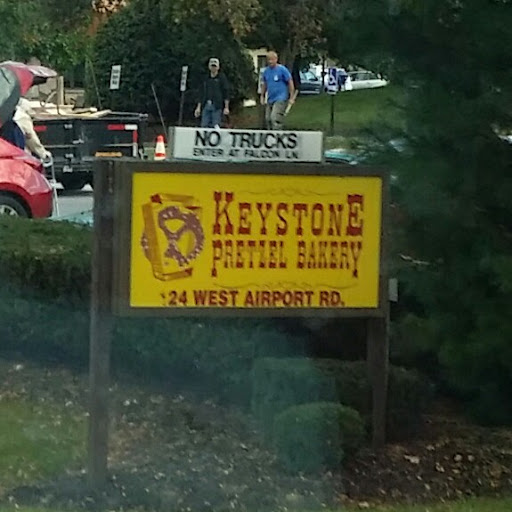 NO TRUCKS
ENTER AT FALCON LN.
KEYSTONE
PRETZEL BAKERY
124 WEST AIRPORT RD.